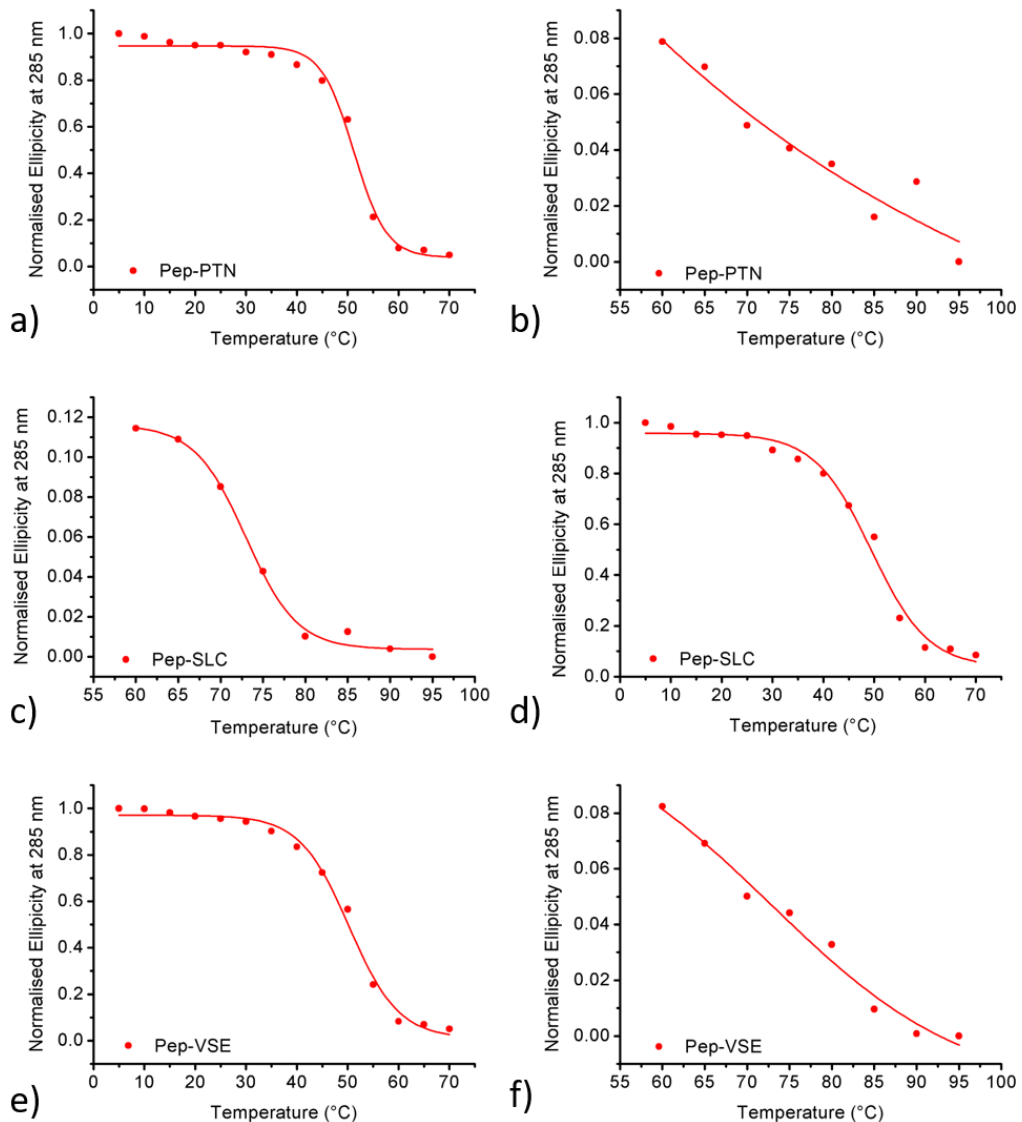 Normalised Ellipicity at 285 nm
1.0
0.8
0.6
0.4
0.2
0.0
Pep-PTN
0 10 20 30 40 50 60 70
Temperature (°C)
a)
Normalised Ellipicity at 285 nm
0.08
0.06
0.04
0.02
0.00
Pep-PTN
55 60 65 70 75 80 85 90 95 100
Temperature (°C)
b)
Normalised Ellipicity at 285 nm
0.12
0.10
0.08
0.06
0.04
0.02
0.00
Pep-SLC
55 60 65 70 75 80 85 90 95 100
Temperature (°C)
c)
Normalised Ellipicity at 285 nm
1.0
0.8
0.6
0.4
0.2
0.0
Pep-SLC
0 10 20 30 40 50 60 70
Temperature (°C)
d)
Normalised Ellipicity at 285 nm
1.0
0.8
0.6
0.4
0.2
0.0
Pep-VSE
0 10 20 30 40 50 60 70
Temperature (°C)
e)
Normalised Ellipicity at 285 nm
0.08
0.06
0.04
0.02
0.00
Pep-VSE
55 60 65 70 75 80 85 90 95 100
Temperature (°C)
f)